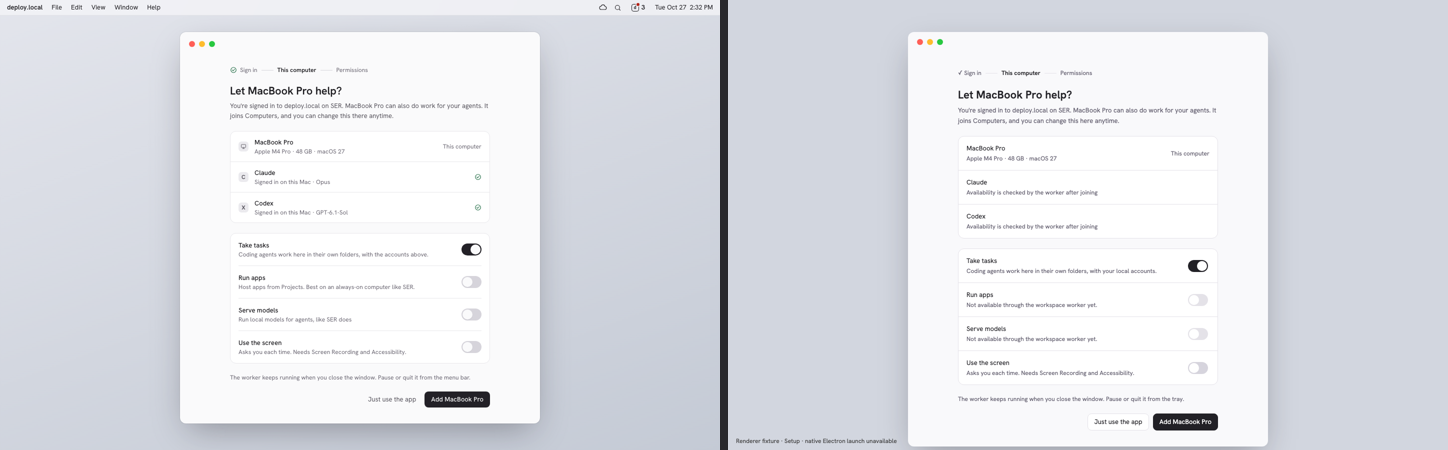 deploy.local File Edit View Window Help
3 Tue Oct 27 2:32 PM
Sign in This computer Permissions
Let MacBook Pro help?
You're signed in to deploy.local on SER. MacBook Pro can also do work for your agents. It
joins Computers, and you can change this there anytime.
MacBook Pro
Apple M4 Pro · 48 GB · macOS 27
This computer
C
Claude
Signed in on this Mac · Opus
X
Codex
Signed in on this Mac · GPT-6.1-Sol
Take tasks
Coding agents work here in their own folders, with the accounts above.
Run apps
Host apps from Projects. Best on an always-on computer like SER.
Serve models
Run local models for agents, like SER does
Use the screen
Asks you each time. Needs Screen Recording and Accessibility.
The worker keeps running when you close the window. Pause or quit it from the menu bar.
Just use the app Add MacBook Pro
✓ Sign in This computer Permissions
Let MacBook Pro help?
You're signed in to deploy.local on SER. MacBook Pro can also do work for your agents. It
joins Computers, and you can change this here anytime.
MacBook Pro
Apple M4 Pro · 48 GB · macOS 27
This computer
Claude
Availability is checked by the worker after joining
Codex
Availability is checked by the worker after joining
Take tasks
Coding agents work here in their own folders, with your local accounts.
Run apps
Not available through the workspace worker yet.
Serve models
Not available through the workspace worker yet.
Use the screen
Asks you each time. Needs Screen Recording and Accessibility.
The worker keeps running when you close the window. Pause or quit it from the tray.
Just use the app Add MacBook Pro
Renderer fixture · Setup · native Electron launch unavailable